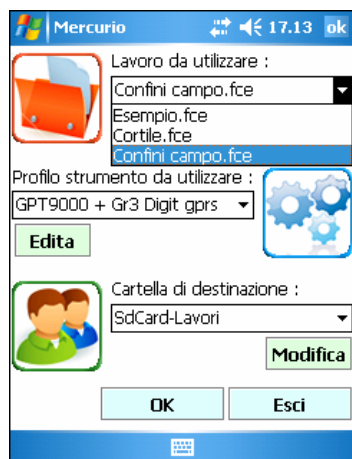 Mercurio 17.13 ok
Lavoro da utilizzare :
Confini campo.fce
Esempio.fce
Cortile.fce
Confini campo.fce
Profilo strumento da utilizzare :
GPT9000 + Gr3 Digit gprs
Edita
Cartella di destinazione :
SdCard-Lavori
Modifica
OK Esci